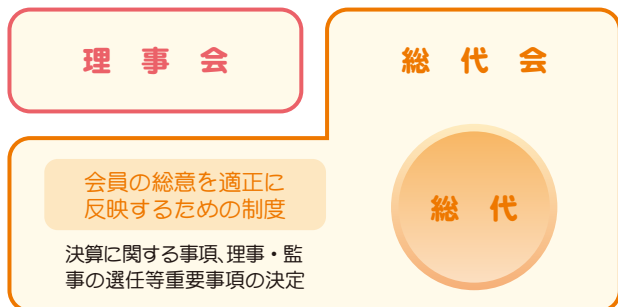 理事会
総代会
会員の総意を適正に
反映するための制度
決算に関する事項、理事・監
事の選任等重要事項の決定
総代